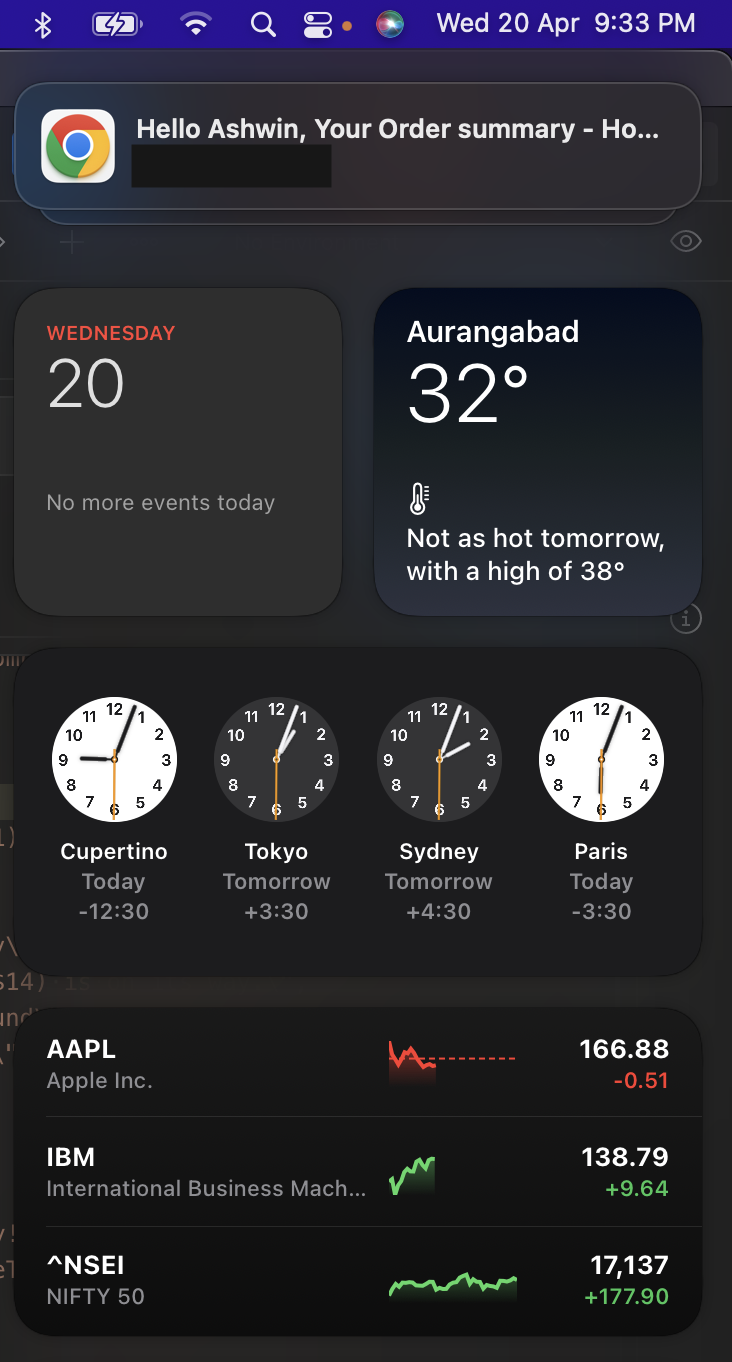 Wed 20 Apr 9:33 PM
Hello Ashwin, Your Order summary - Ho...
WEDNESDAY
20
No more events today
Aurangabad
32°
Not as hot tomorrow,
with a high of 38°
12 1 2 3 4 5 6 7 8 9 10 11
12 1 2 3 4 5 6 7 8 9 10 11
12 1 2 3 4 5 6 7 8 9 10 11
12 1 2 3 4 5 6 7 8 9 10 11
Cupertino
Today
-12:30
Tokyo
Tomorrow
+3:30
Sydney
Tomorrow
+4:30
Paris
Today
-3:30
s14) is
AAPL
Apple Inc.
166.88
-0.51
IBM
International Business Mach...
138.79
+9.64
^NSEI
NIFTY 50
17,137
+177.90